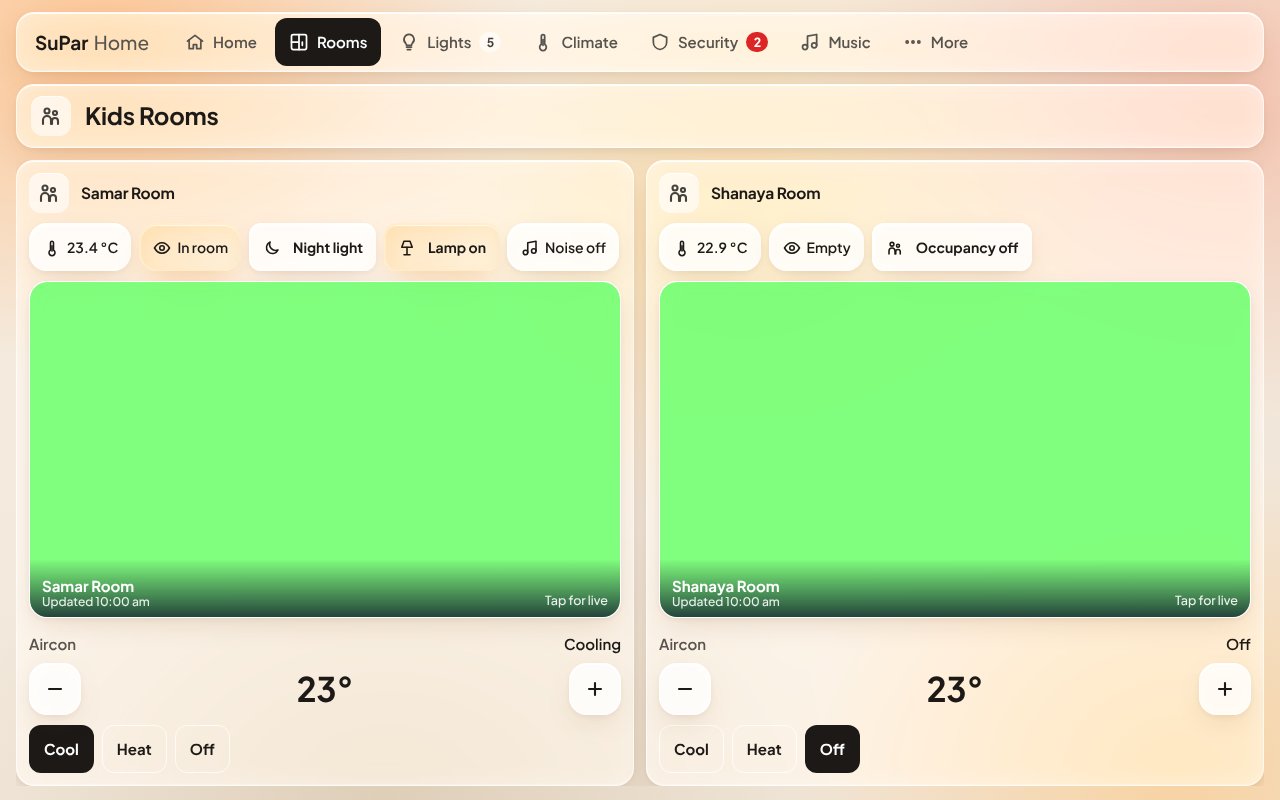 SuPar Home
Home
Rooms
Lights 5
Climate
Security 2
Music
More
Kids Rooms
Samar Room
23.4 °C
In room
Night light
Lamp on
Noise off
Samar Room
Updated 10:00 am
Tap for live
Aircon
Cooling
23°
Cool
Heat
Off
Shanaya Room
22.9 °C
Empty
Occupancy off
Shanaya Room
Updated 10:00 am
Tap for live
Aircon
Off
23°
Cool
Heat
Off